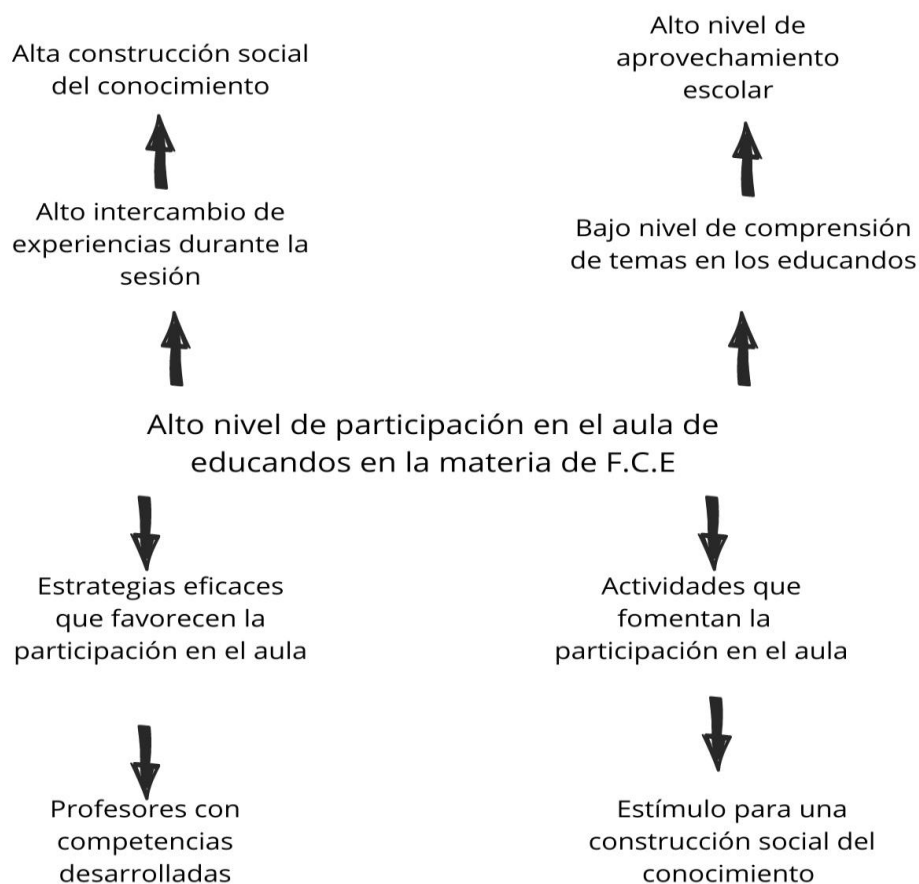 Alta construcción social
del conocimiento
Alto nivel de
aprovechamiento
escolar
Alto intercambio de
experiencias durante la
sesión
Bajo nivel de comprensión
de temas en los educandos
Alto nivel de participación en el aula de
educandos en la materia de F.C.E
Estrategias eficaces
que favorecen la
participación en el aula
Actividades que
fomentan la
participación en el aula
Profesores con
competencias
desarrolladas
Estímulo para una
construcción social del
conocimiento